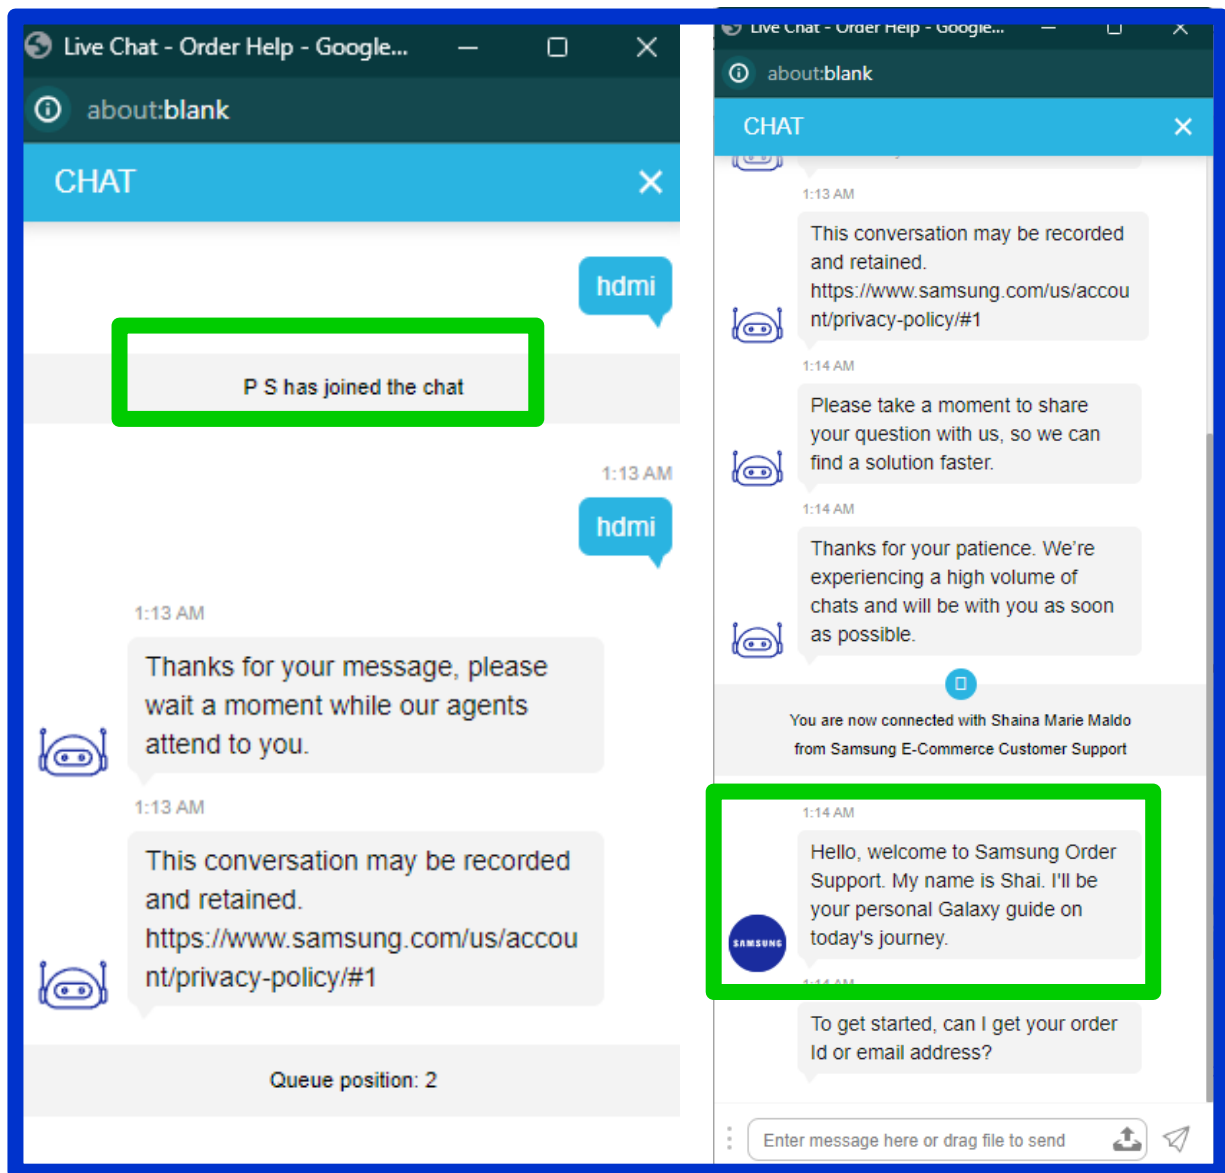 Live Chat - Order Help - Google...
about:blank
CHAT
hdmi
P S has joined the chat
1:13 AM
hdmi
1:13 AM
Thanks for your message, please
wait a moment while our agents
attend to you.
1:13 AM
This conversation may be recorded
and retained.
https://www.samsung.com/us/accou
nt/privacy-policy/#1
Queue position: 2
Live Chat - Order Help - Google...
about:blank
CHAT
1:13 AM
This conversation may be recorded
and retained.
https://www.samsung.com/us/accou
nt/privacy-policy/#1
1:14 AM
Please take a moment to share
your question with us, so we can
find a solution faster.
1:14 AM
Thanks for your patience. We're
experiencing a high volume of
chats and will be with you as soon
as possible.
You are now connected with Shaina Marie Maldo
from Samsung E-Commerce Customer Support
1:14 AM
Hello, welcome to Samsung Order
Support. My name is Shai. I'll be
your personal Galaxy guide on
today's journey.
SAMSUNG
1:14 AM
To get started, can I get your order
Id or email address?
Enter message here or drag file to send